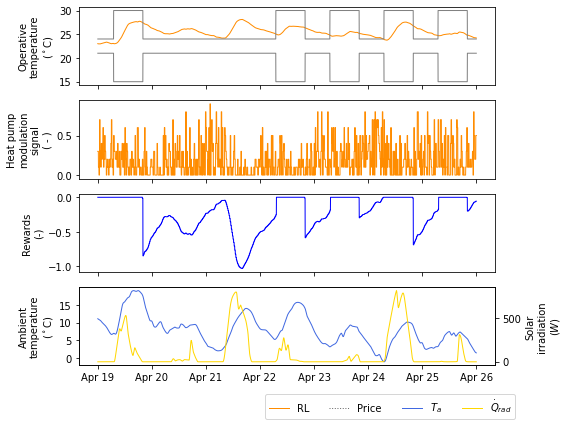 Operative
temperature
(°C)
30
25
20
15
Heat pump
modulation
signal
( - )
0.5
0.0
Rewards
(-)
0.0
−0.5
−1.0
Ambient
temperature
(°C)
15
10
5
0
500
0
Solar
irradiation
(W)
Apr 19 Apr 20 Apr 21 Apr 22 Apr 23 Apr 24 Apr 25 Apr 26
RL Price T_a Q̇_rad